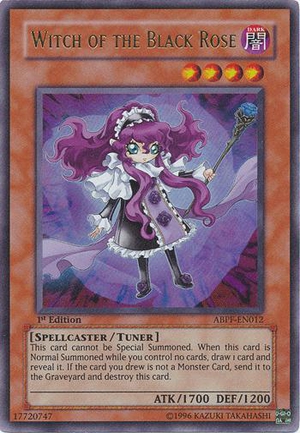 WITCH OF THE BLACK ROSE
DARK
闇
1st Edition
ABPF-EN012
[SPELLCASTER / TUNER]
This card cannot be Special Summoned. When this card is
Normal Summoned while you control no cards, draw 1 card and
reveal it. If the card you drew is not a Monster Card, send it to
the Graveyard and destroy this card.
ATK/1700 DEF/1200
17720747
©1996 KAZUKI TAKAHASHI